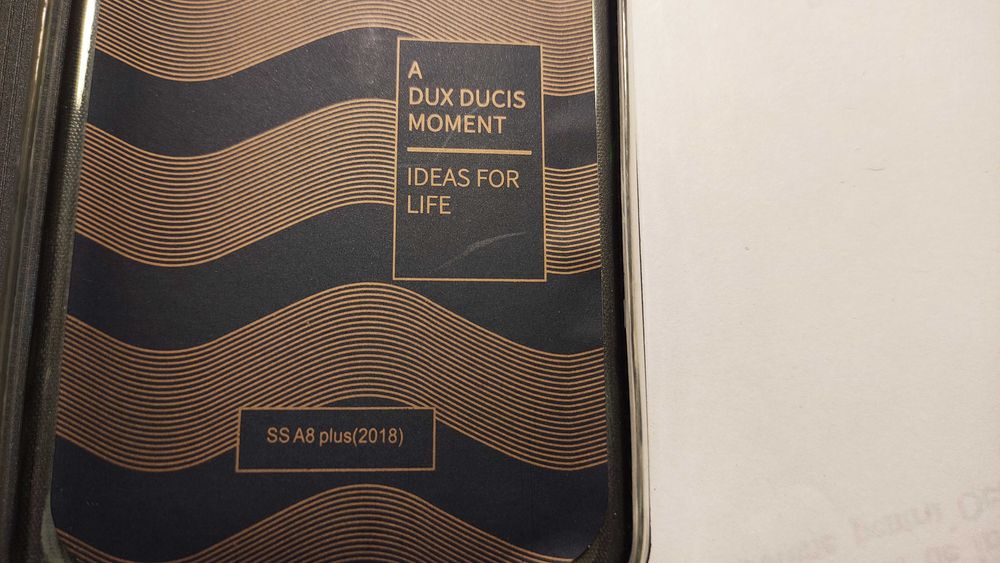 A
DUX DUCIS
MOMENT
IDEAS FOR
LIFE
SS A8 plus(2018)